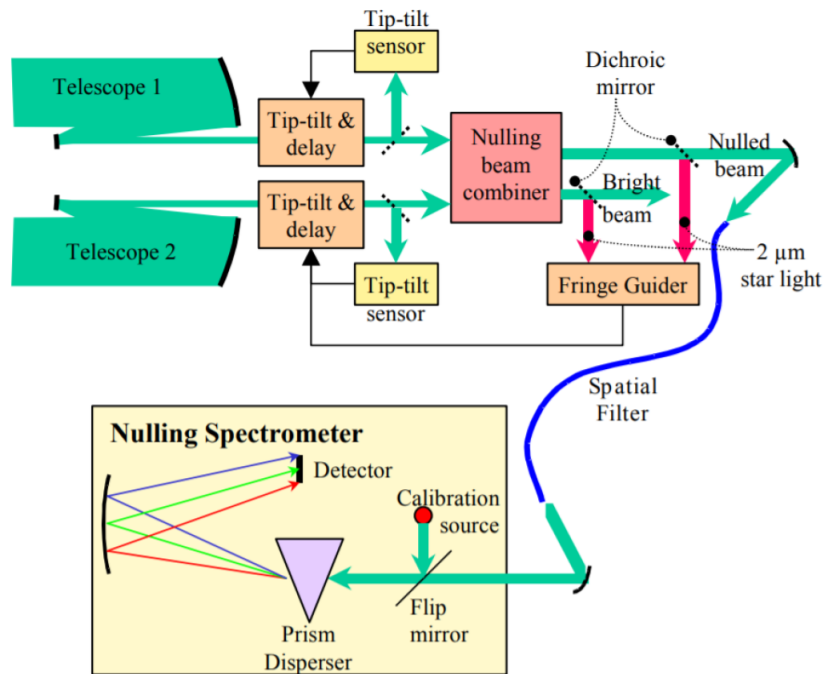 Tip-tilt
sensor
Telescope 1
Dichroic
mirror
Tip-tilt &
delay
Nulling
beam
combiner
Nulled
beam
Bright
beam
Tip-tilt &
delay
Telescope 2
Tip-tilt
sensor
Fringe Guider
2 µm
star light
Spatial
Filter
Nulling Spectrometer
Detector
Calibration
source
Flip
mirror
Prism
Disperser